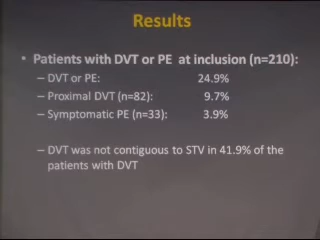 Results
• Patients with DVT or PE at inclusion (n=210):
– DVT or PE: 24.9%
– Proximal DVT (n=82): 9.7%
– Symptomatic PE (n=33): 3.9%
– DVT was not contiguous to STV in 41.9% of the
patients with DVT